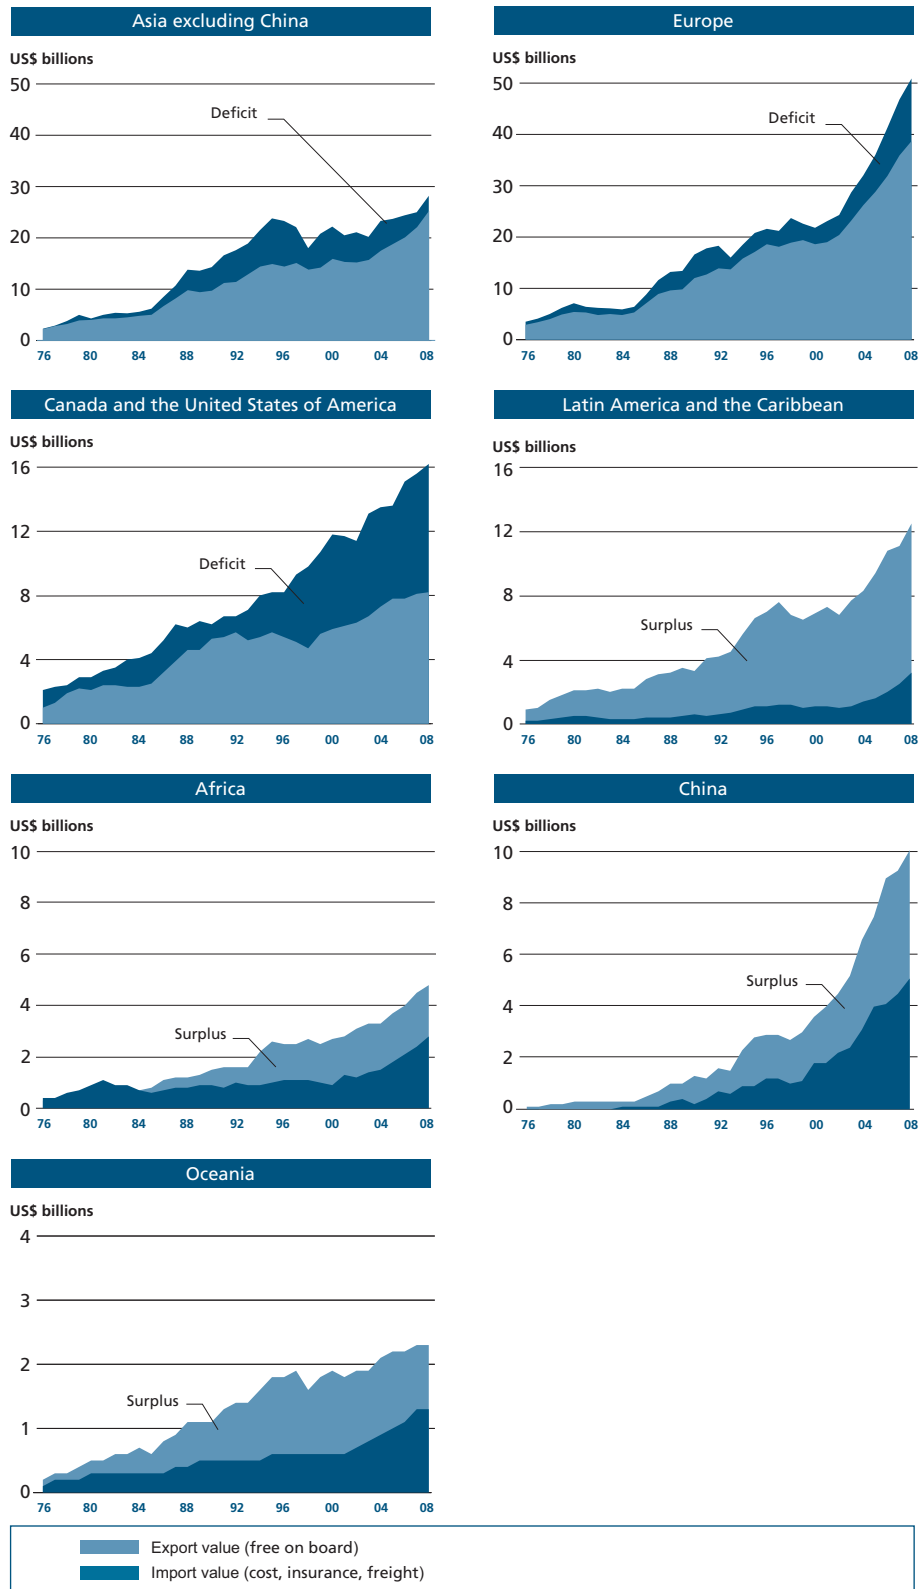 Asia excluding China
US$ billions
50
40
30
20
10
0
Deficit
76 80 84 88 92 96 00 04 08
Europe
US$ billions
50
40
30
20
10
0
Deficit
76 80 84 88 92 96 00 04 08
Canada and the United States of America
US$ billions
16
12
8
4
0
Deficit
76 80 84 88 92 96 00 04 08
Latin America and the Caribbean
US$ billions
16
12
8
4
0
Surplus
76 80 84 88 92 96 00 04 08
Africa
US$ billions
10
8
6
4
2
0
Surplus
76 80 84 88 92 96 00 04 08
China
US$ billions
10
8
6
4
2
0
Surplus
76 80 84 88 92 96 00 04 08
Oceania
US$ billions
4
3
2
1
0
Surplus
76 80 84 88 92 96 00 04 08
Export value (free on board)
Import value (cost, insurance, freight)